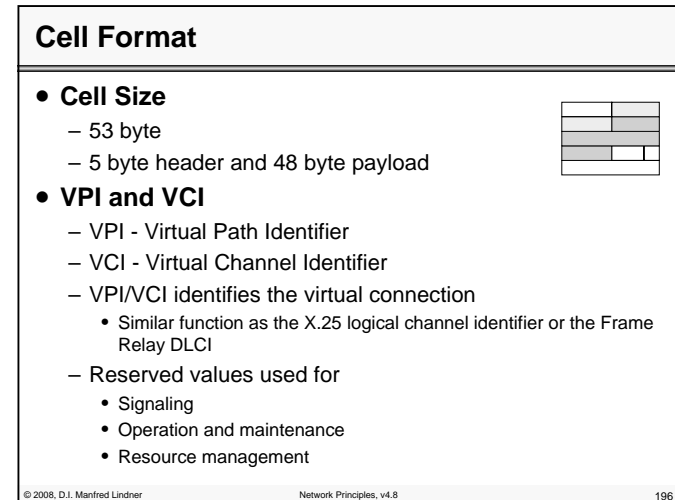 Cell Format
• Cell Size
– 53 byte
– 5 byte header and 48 byte payload
• VPI and VCI
– VPI - Virtual Path Identifier
– VCI - Virtual Channel Identifier
– VPI/VCI identifies the virtual connection
• Similar function as the X.25 logical channel identifier or the Frame
Relay DLCI
– Reserved values used for
• Signaling
• Operation and maintenance
• Resource management
© 2008, D.I. Manfred Lindner
Network Principles, v4.8
196